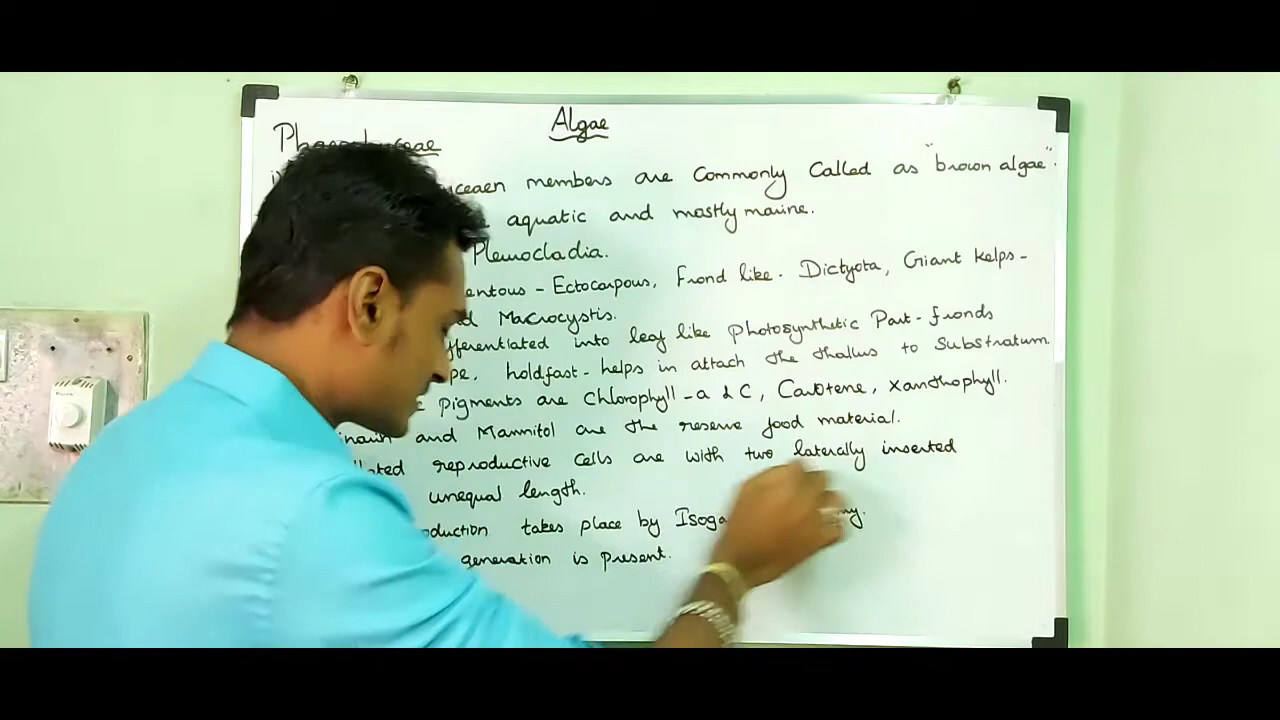 Algae
Phaeophyceae
members are Commonly Called as "brown algae".
aquatic and mostly marine.
Pleurocladia.
entous - Ectocarpous, Frond like - Dictyota, Giant kelps -
Macrocystis.
fferentiated into leaf like Photosynthetic Part - fronds
pe, holdfast - helps in attach the thallus to Substratum
Pigments are Chlorophyll - a & C, Carotene, Xanthophyll.
and Mannitol are the reserve food material.
reproductive cells are with two laterally inserted
unequal length.
oduction takes place by Isoga
generation is present.